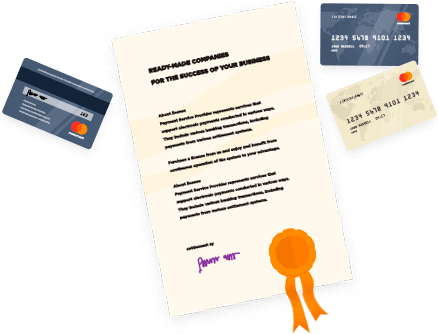 READY-MADE COMPANIES
FOR THE SUCCESS OF YOUR BUSINESS
About license
Payment Service Provider represents services that
support electronic payments conducted in various ways.
They include various banking transactions, including
payments from various settlement systems.
Purchase a license from us and enjoy and benefit from
continuous operation of the system to your advantage.
About license
Payment Service Provider represents services that
support electronic payments conducted in various ways.
They include various banking transactions, including
payments from various settlement systems.
settlement by
1234 5678 9101 1234
1234 5678 9101 1234
123